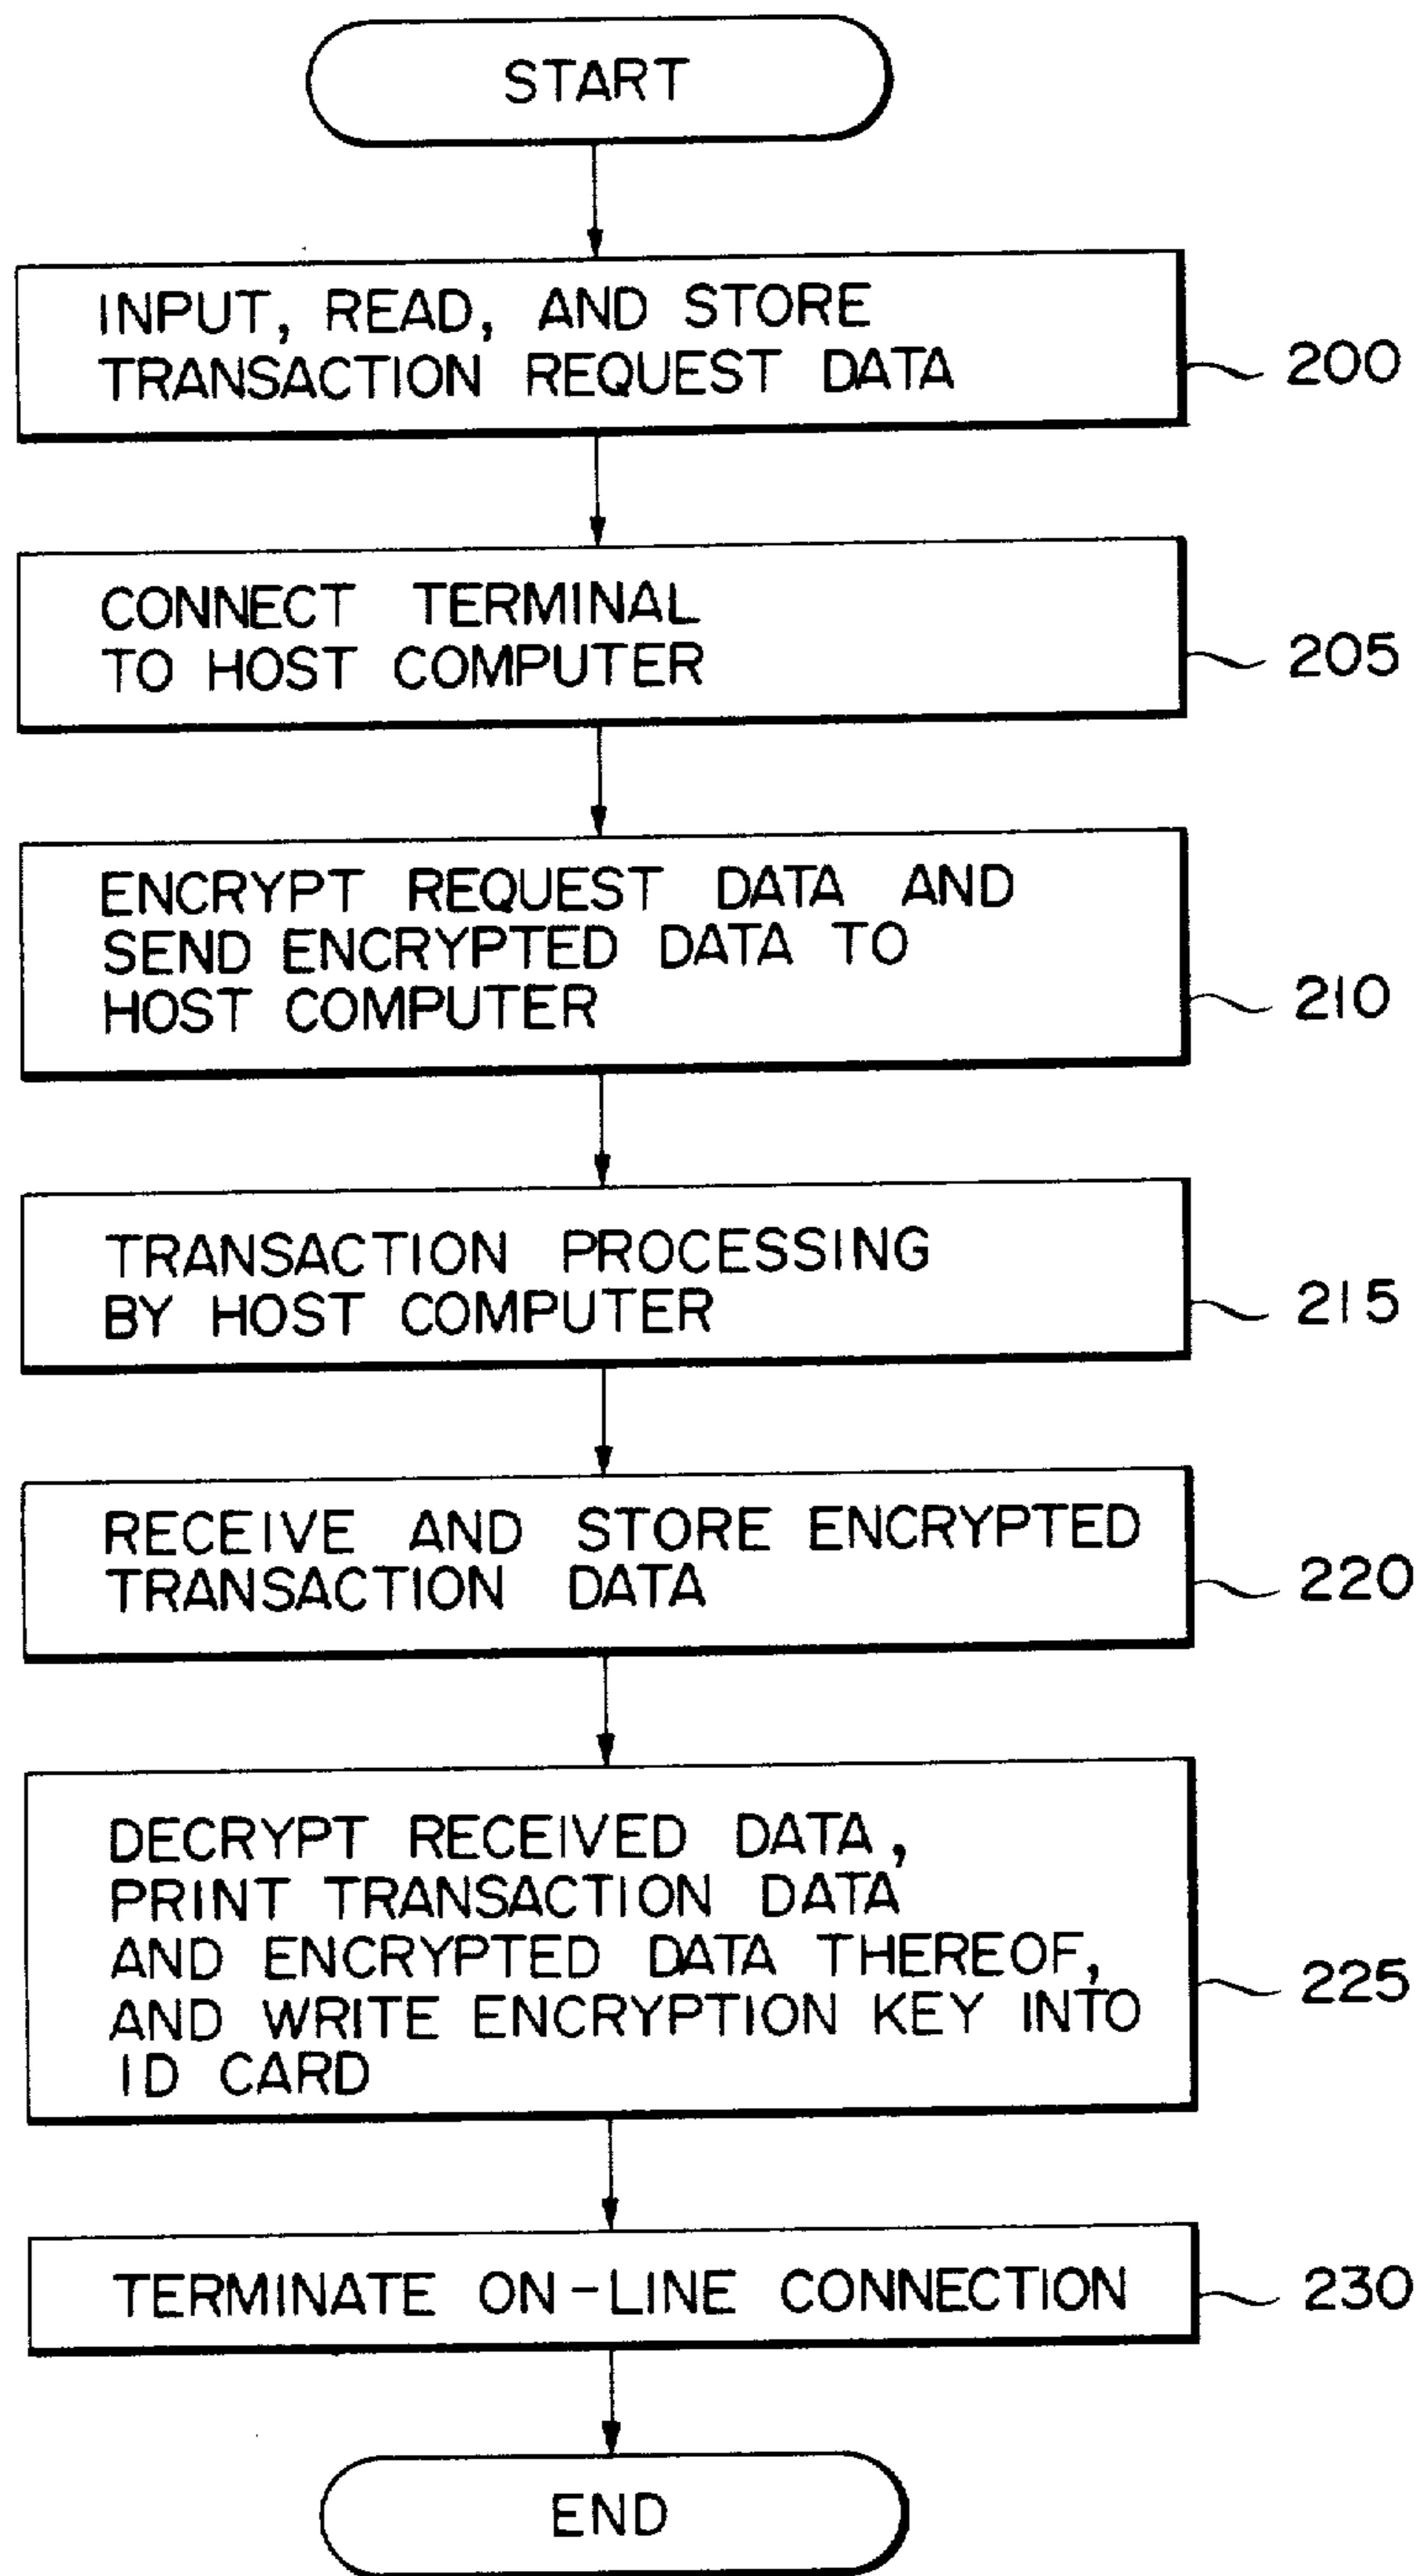 START
INPUT, READ, AND STORE
TRANSACTION REQUEST DATA
200
CONNECT TERMINAL
TO HOST COMPUTER
205
ENCRYPT REQUEST DATA AND
SEND ENCRYPTED DATA TO
HOST COMPUTER
210
TRANSACTION PROCESSING
BY HOST COMPUTER
215
RECEIVE AND STORE ENCRYPTED
TRANSACTION DATA
220
DECRYPT RECEIVED DATA,
PRINT TRANSACTION DATA
AND ENCRYPTED DATA THEREOF,
AND WRITE ENCRYPTION KEY INTO
ID CARD
225
TERMINATE ON-LINE CONNECTION
230
END